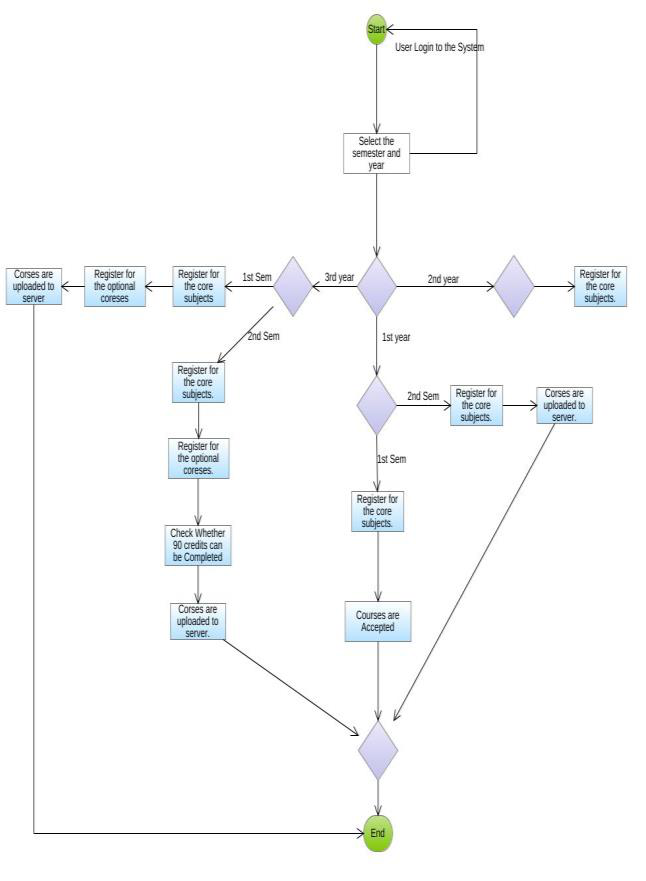 Start
User Login to the System
Select the
semester and
year
Corses are
uploaded to
server
Register for
the optional
coreses
Register for
the core
subjects
1st Sem
3rd year
2nd year
Register for
the core
subjects.
2nd Sem
1st year
Register for
the core
subjects.
2nd Sem
Register for
the core
subjects.
Corses are
uploaded to
server.
Register for
the optional
coreses.
1st Sem
Register for
the core
subjects.
Check Whether
90 credits can
be Completed
Corses are
uploaded to
server.
Courses are
Accepted
End